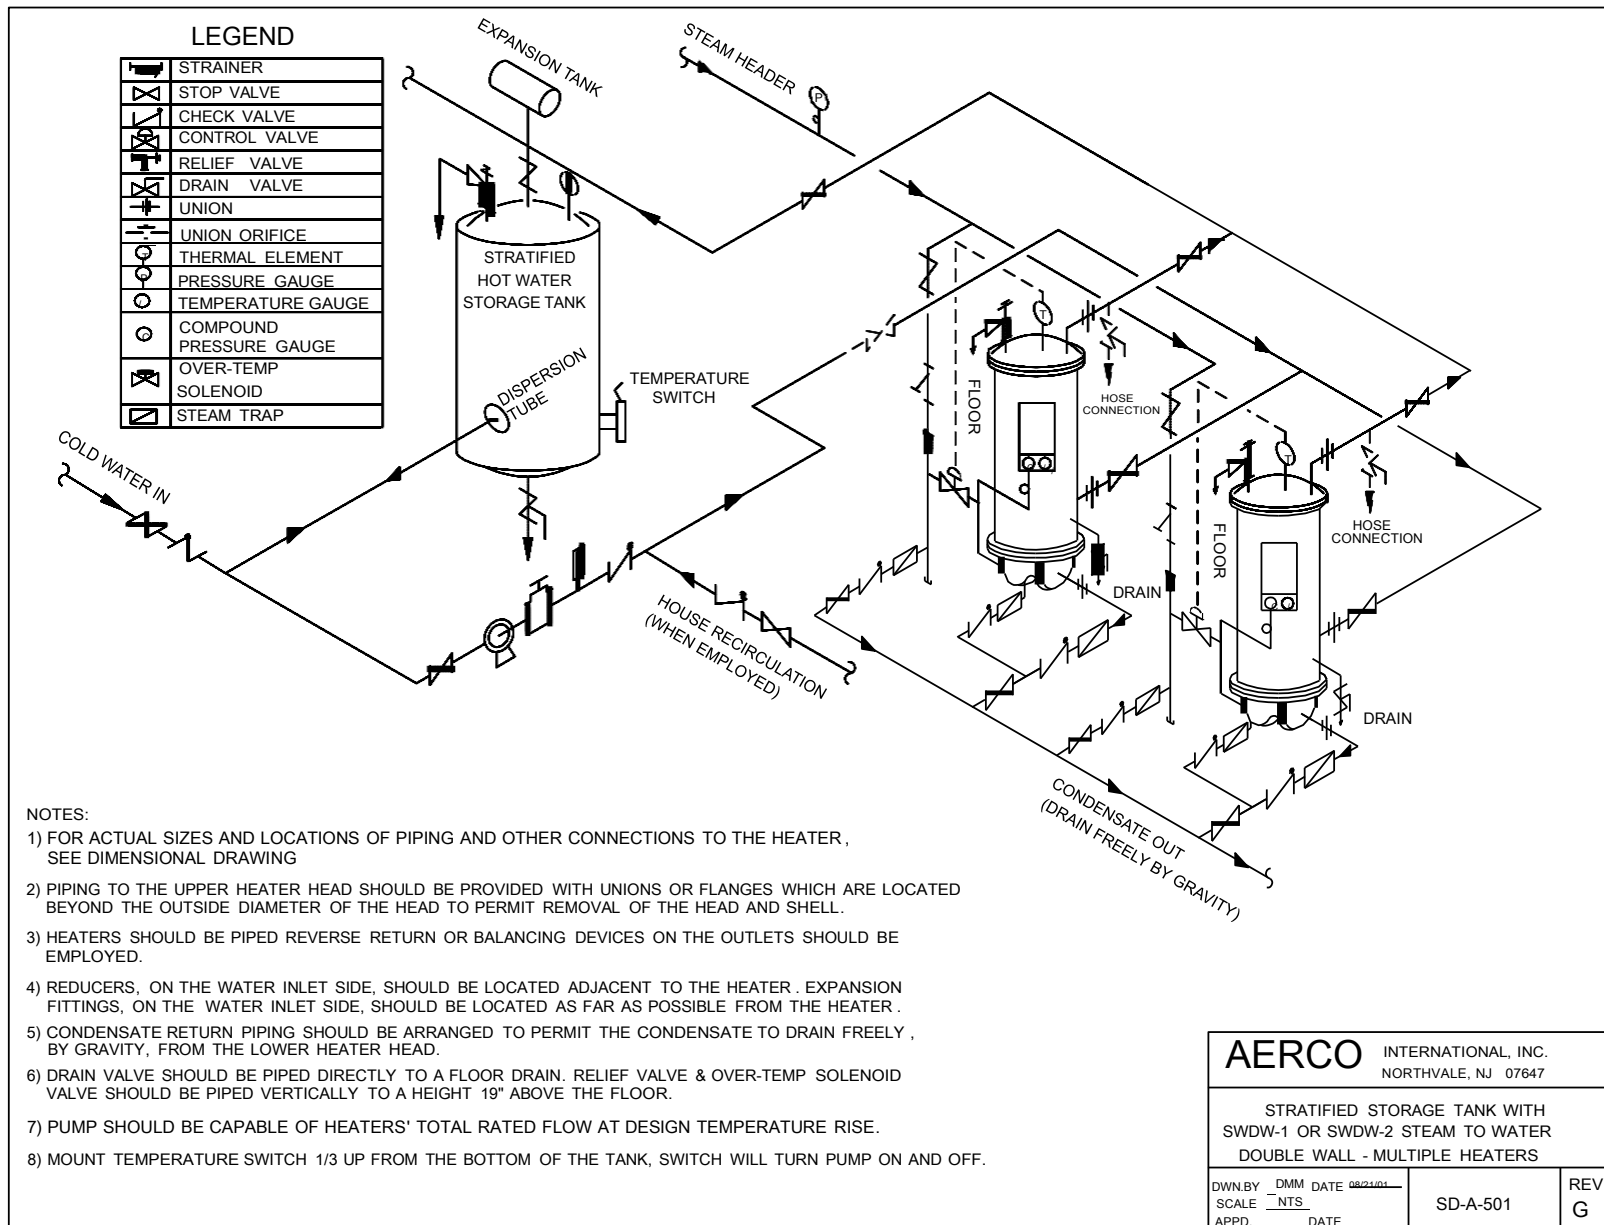 LEGEND
STRAINER
STOP VALVE
CHECK VALVE
CONTROL VALVE
RELIEF VALVE
DRAIN VALVE
UNION
UNION ORIFICE
THERMAL ELEMENT
PRESSURE GAUGE
TEMPERATURE GAUGE
COMPOUND
PRESSURE GAUGE
OVER-TEMP
SOLENOID
STEAM TRAP
EXPANSION TANK
STEAM HEADER
P
STRATIFIED
HOT WATER
STORAGE TANK
DISPERSION
TUBE
TEMPERATURE
SWITCH
COLD WATER IN
HOUSE RECIRCULATION
(WHEN EMPLOYED)
T
FLOOR
HOSE
CONNECTION
DRAIN
T
FLOOR
HOSE
CONNECTION
DRAIN
CONDENSATE OUT
(DRAIN FREELY BY GRAVITY)
NOTES:
1) FOR ACTUAL SIZES AND LOCATIONS OF PIPING AND OTHER CONNECTIONS TO THE HEATER,
SEE DIMENSIONAL DRAWING
2) PIPING TO THE UPPER HEATER HEAD SHOULD BE PROVIDED WITH UNIONS OR FLANGES WHICH ARE LOCATED
BEYOND THE OUTSIDE DIAMETER OF THE HEAD TO PERMIT REMOVAL OF THE HEAD AND SHELL.
3) HEATERS SHOULD BE PIPED REVERSE RETURN OR BALANCING DEVICES ON THE OUTLETS SHOULD BE
EMPLOYED.
4) REDUCERS, ON THE WATER INLET SIDE, SHOULD BE LOCATED ADJACENT TO THE HEATER. EXPANSION
FITTINGS, ON THE WATER INLET SIDE, SHOULD BE LOCATED AS FAR AS POSSIBLE FROM THE HEATER.
5) CONDENSATE RETURN PIPING SHOULD BE ARRANGED TO PERMIT THE CONDENSATE TO DRAIN FREELY,
BY GRAVITY, FROM THE LOWER HEATER HEAD.
6) DRAIN VALVE SHOULD BE PIPED DIRECTLY TO A FLOOR DRAIN. RELIEF VALVE & OVER-TEMP SOLENOID
VALVE SHOULD BE PIPED VERTICALLY TO A HEIGHT 19" ABOVE THE FLOOR.
7) PUMP SHOULD BE CAPABLE OF HEATERS' TOTAL RATED FLOW AT DESIGN TEMPERATURE RISE.
8) MOUNT TEMPERATURE SWITCH 1/3 UP FROM THE BOTTOM OF THE TANK, SWITCH WILL TURN PUMP ON AND OFF.
AERCO INTERNATIONAL, INC.
NORTHVALE, NJ 07647
STRATIFIED STORAGE TANK WITH
SWDW-1 OR SWDW-2 STEAM TO WATER
DOUBLE WALL - MULTIPLE HEATERS
DWN.BY DMM DATE 08/21/01
SCALE NTS
APPD. DATE
SD-A-501
REV
G